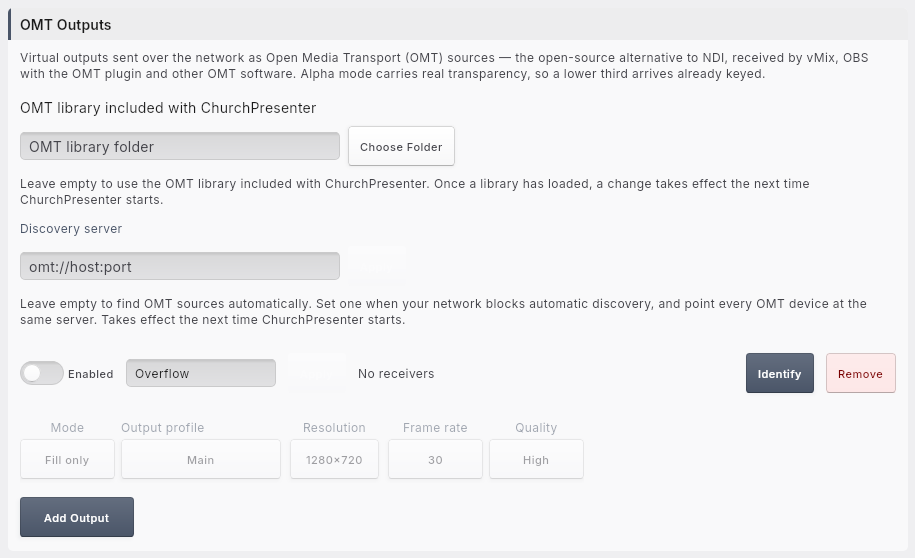 OMT Outputs
Virtual outputs sent over the network as Open Media Transport (OMT) sources — the open-source alternative to NDI, received by vMix, OBS
with the OMT plugin and other OMT software. Alpha mode carries real transparency, so a lower third arrives already keyed.
OMT library included with ChurchPresenter
OMT library folder
Choose Folder
Leave empty to use the OMT library included with ChurchPresenter. Once a library has loaded, a change takes effect the next time
ChurchPresenter starts.
Discovery server
omt://host:port
Leave empty to find OMT sources automatically. Set one when your network blocks automatic discovery, and point every OMT device at the
same server. Takes effect the next time ChurchPresenter starts.
Enabled Overflow No receivers Identify Remove
Mode Output profile Resolution Frame rate Quality
Fill only Main 1280×720 30 High
Add Output